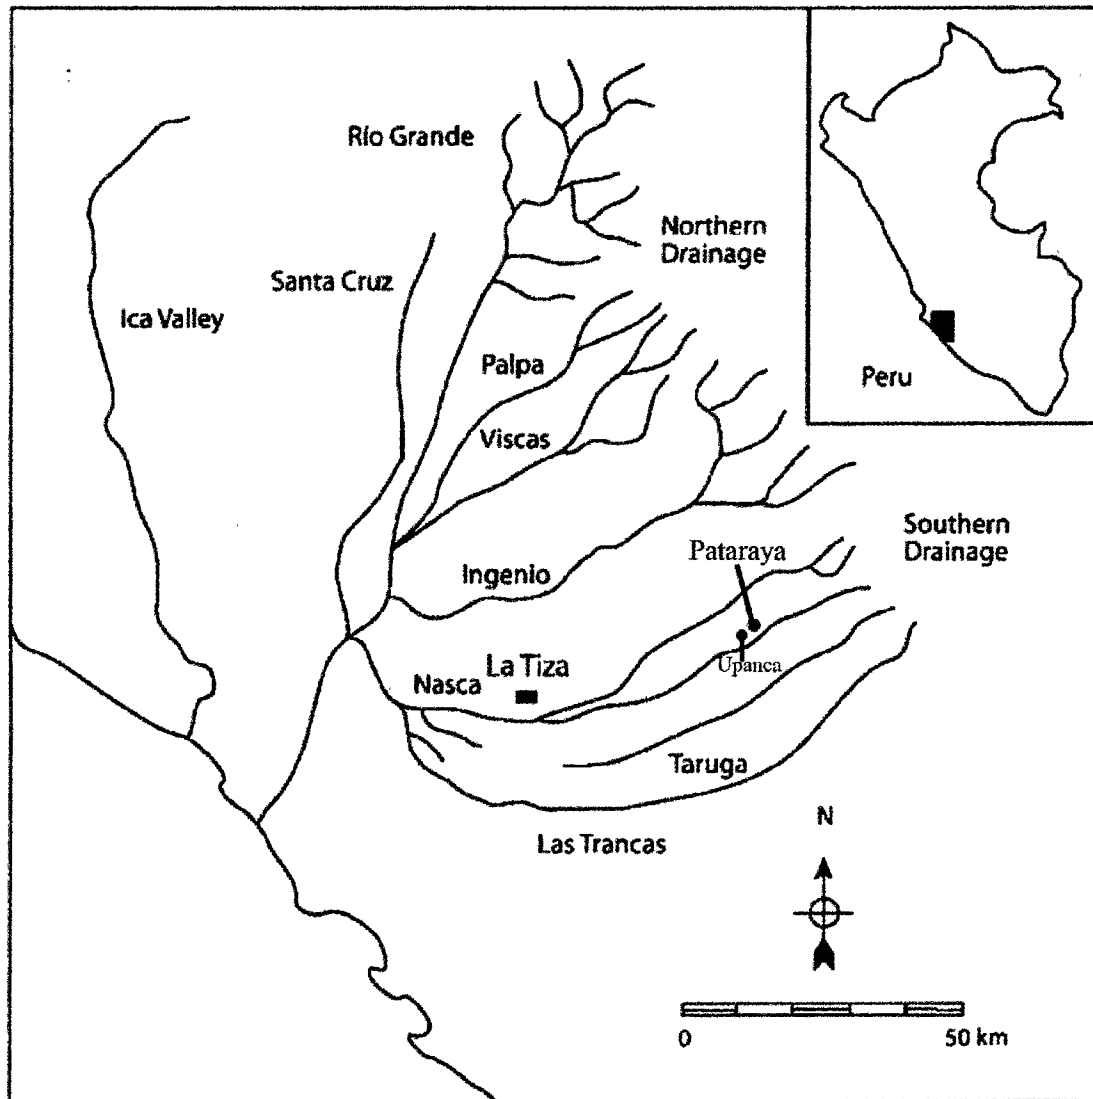 Río Grande
Northern
Drainage
Santa Cruz
Ica Valley
Palpa
Peru
Viscas
Southern
Drainage
Pataraya
Ingenio
Upanca
La Tiza
Nasca
Taruga
N
Las Trancas
0
50 km